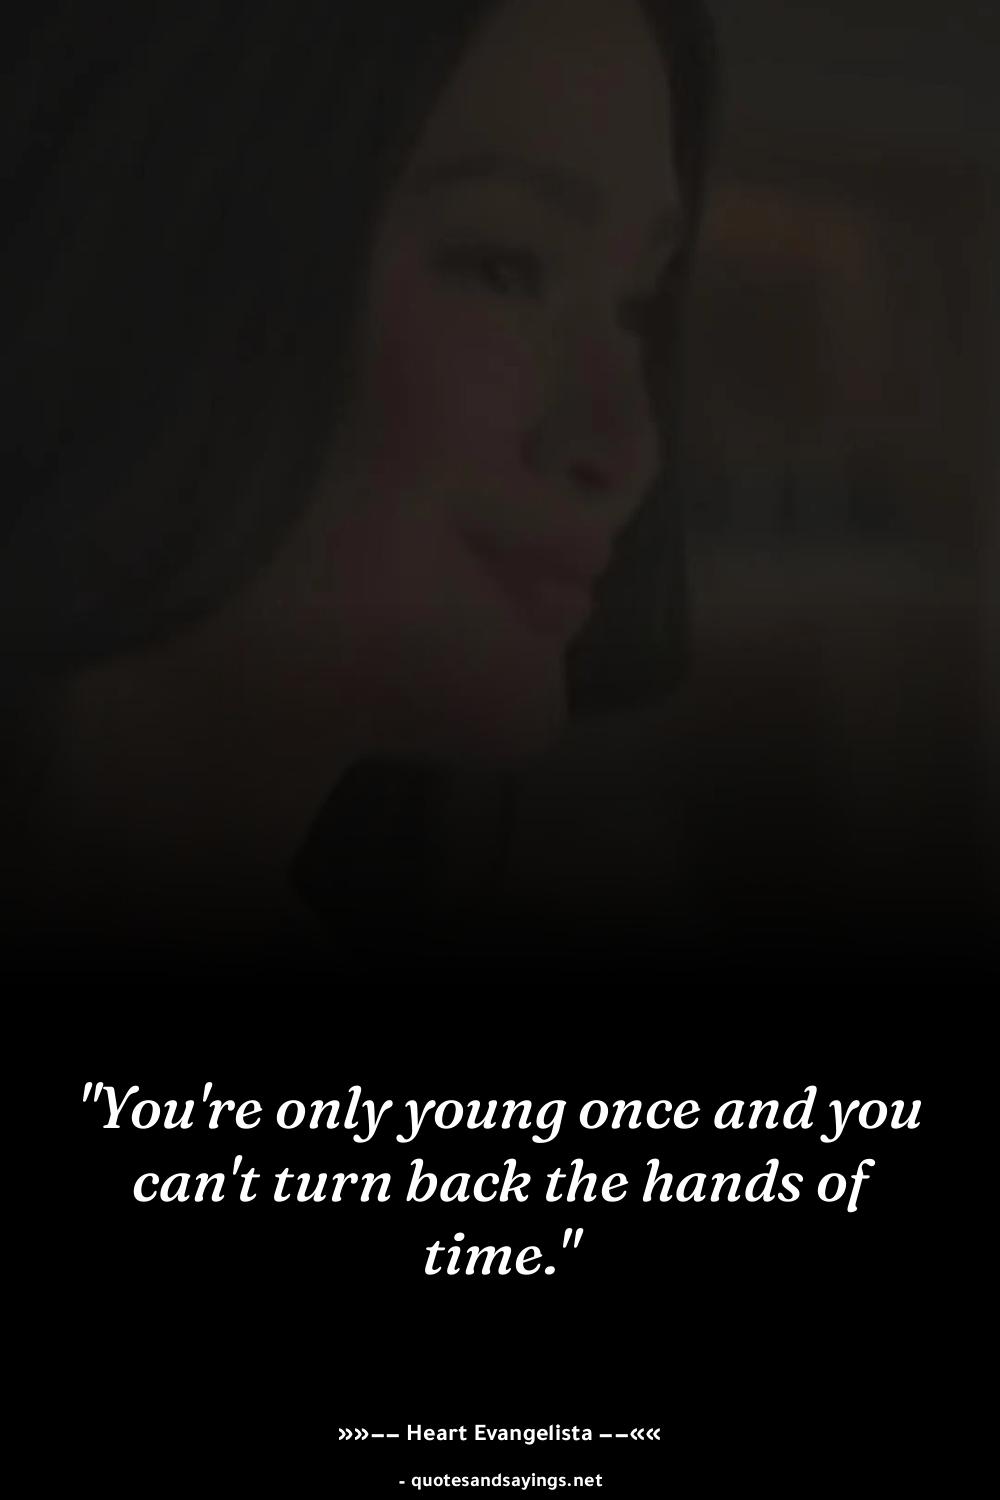 "You're only young once and you
can't turn back the hands of
time."
»»–– Heart Evangelista ––««
- quotesandsayings.net